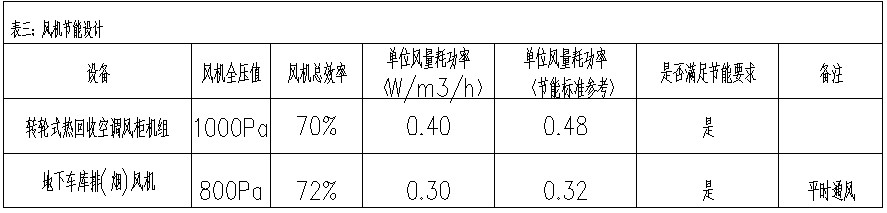 表三：风机节能设计
设备 风机全压值 风机总效率 单位风量耗功率 (W/m3/h) 单位风量耗功率 (节能标准参考) 是否满足节能要求 备注
转轮式热回收空调风柜机组 1000Pa 70% 0.40 0.48 是
地下车库排(烟)风机 800Pa 72% 0.30 0.32 是 平时通风